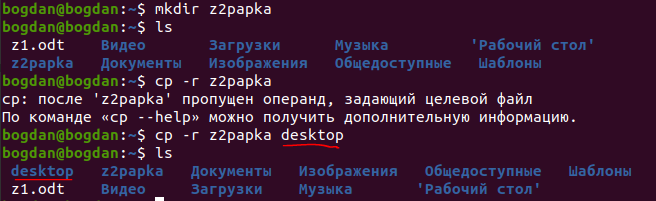 bogdan@bogdan:~$ mkdir z2papka
bogdan@bogdan:~$ ls
z1.odt Видео Загрузки Музыка 'Рабочий стол'
z2papka Документы Изображения Общедоступные Шаблоны
bogdan@bogdan:~$ cp -r z2papka
cp: после 'z2papka' пропущен операнд, задающий целевой файл
По команде «cp --help» можно получить дополнительную информацию.
bogdan@bogdan:~$ cp -r z2papka desktop
bogdan@bogdan:~$ ls
desktop z2papka Документы Изображения Общедоступные Шаблоны
z1.odt Видео Загрузки Музыка 'Рабочий стол'